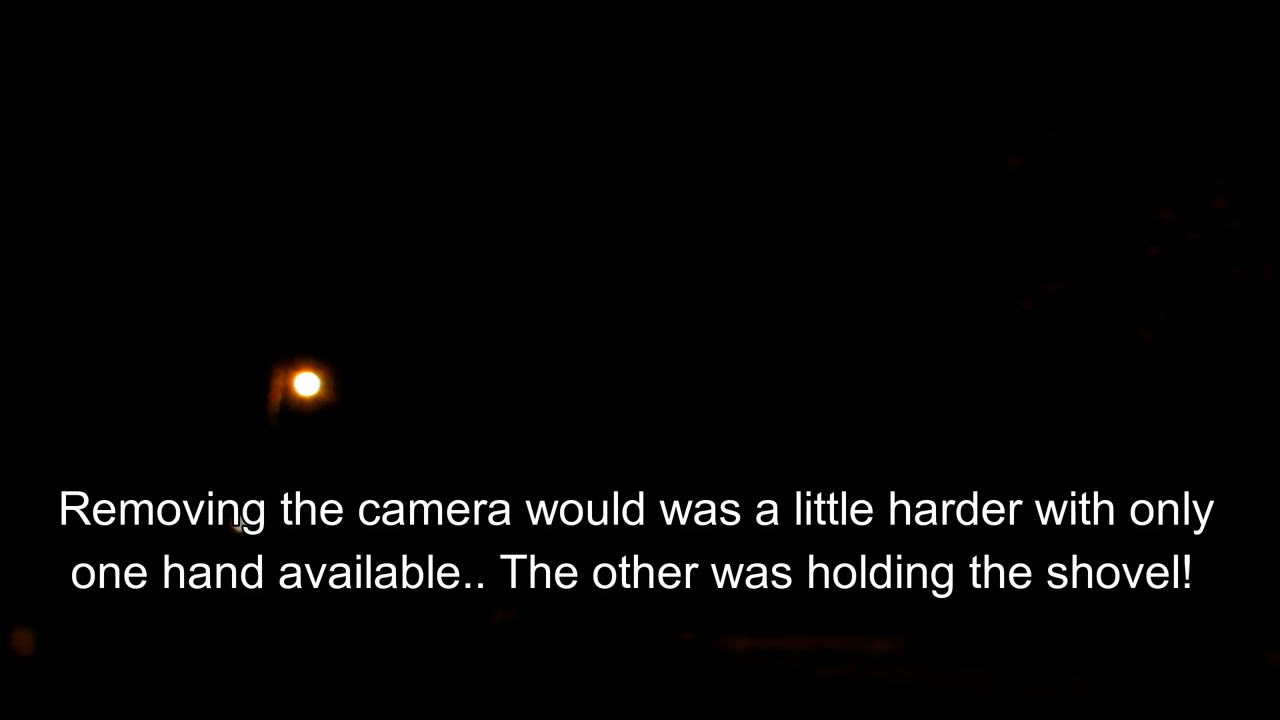 Removing the camera would was a little harder with only
one hand available.. The other was holding the shovel!